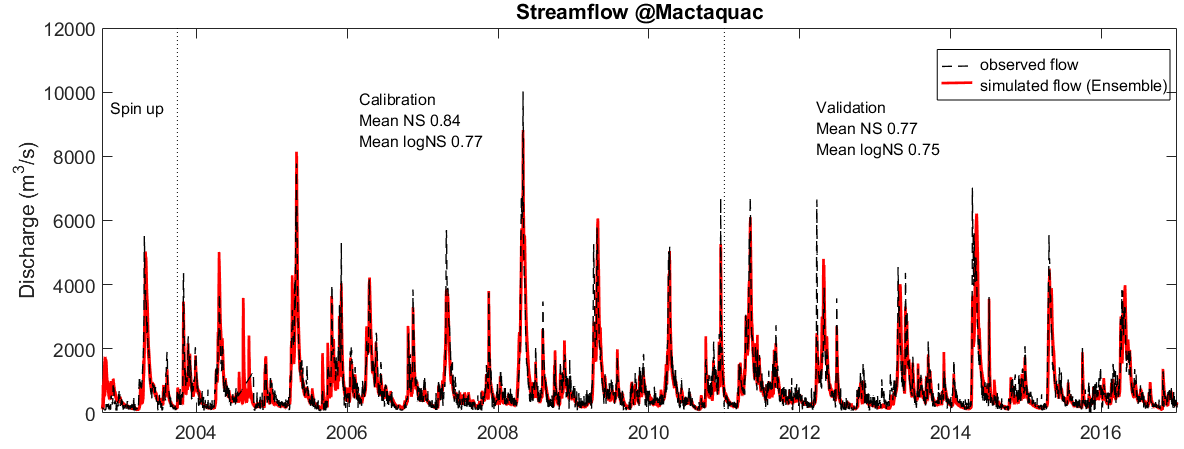 Streamflow @Mactaquac
12000
10000
8000
6000
4000
2000
0
Discharge (m³/s)
Spin up
Calibration
Mean NS 0.84
Mean logNS 0.77
Validation
Mean NS 0.77
Mean logNS 0.75
observed flow
simulated flow (Ensemble)
2004 2006 2008 2010 2012 2014 2016